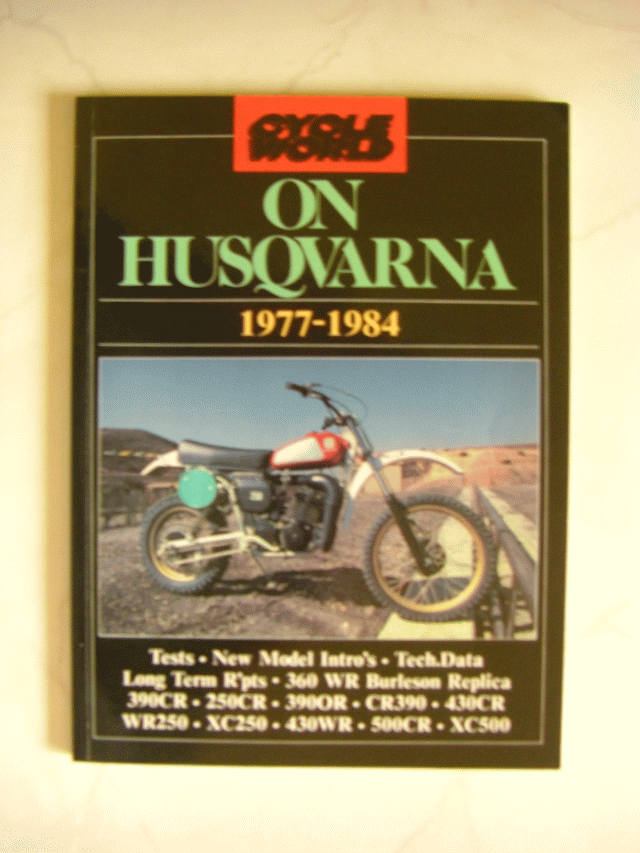 CYCLE
WORLD
ON
HUSQVARNA
1977-1984
Tests • New Model Intro's • Tech.Data
Long Term R'pts • 360 WR Burleson Replica
390CR • 250CR • 390OR • CR390 • 430CR
WR250 • XC250 • 430WR • 500CR • XC500